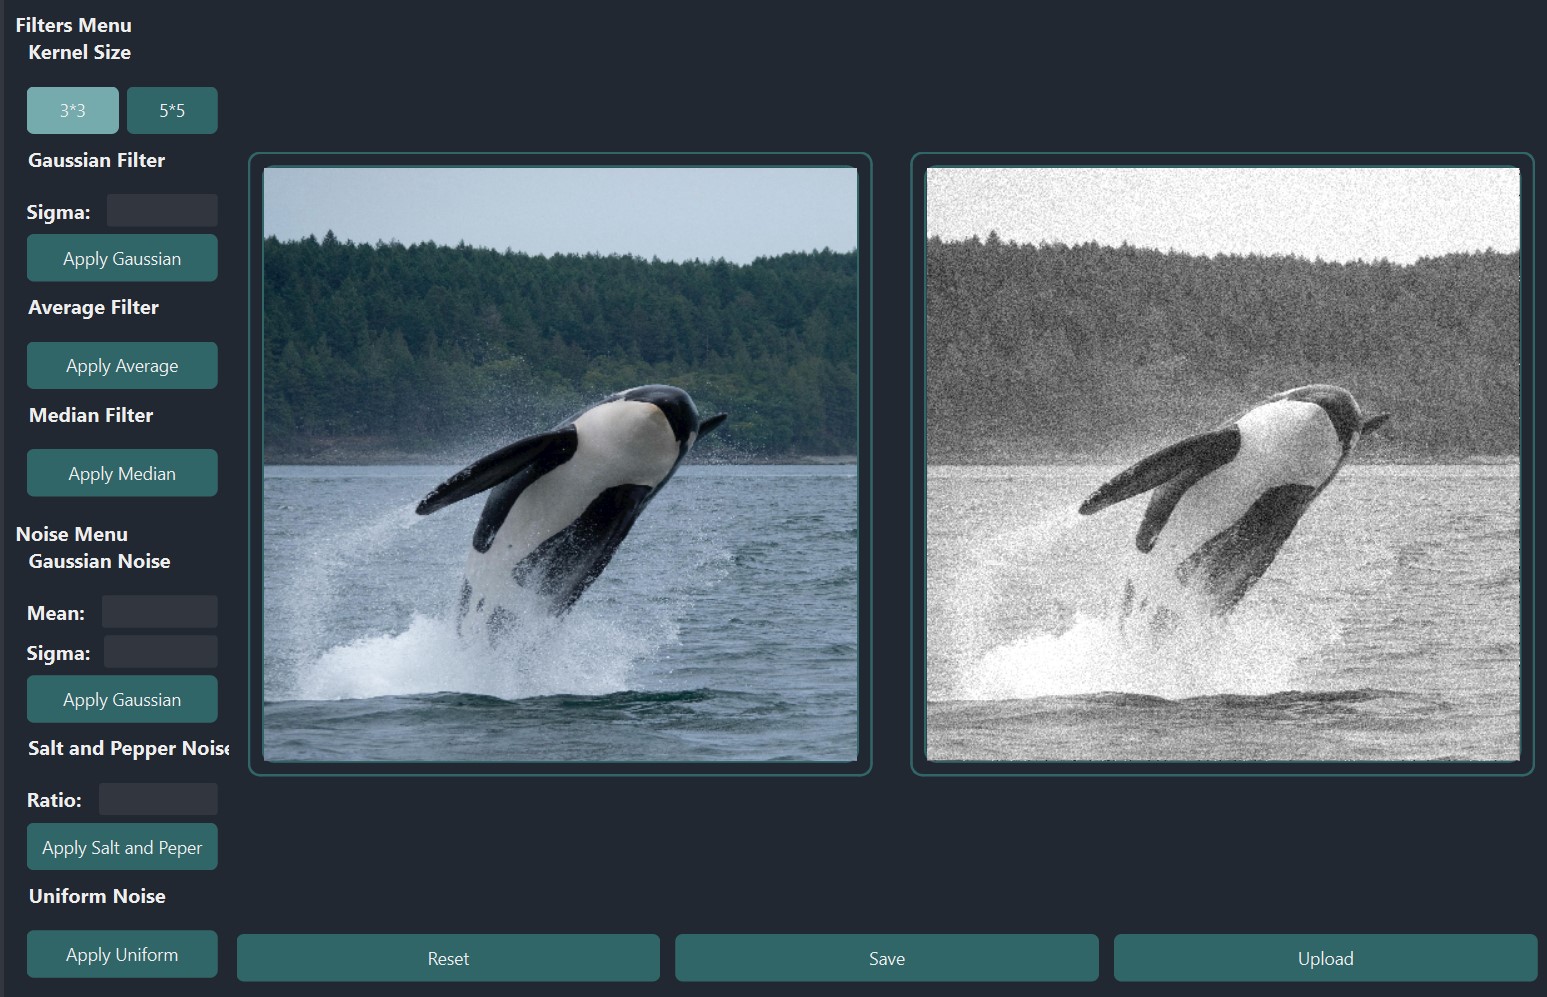 Filters Menu
Kernel Size
3*3 5*5
Gaussian Filter
Sigma:
Apply Gaussian
Average Filter
Apply Average
Median Filter
Apply Median
Noise Menu
Gaussian Noise
Mean:
Sigma:
Apply Gaussian
Salt and Pepper Noise
Ratio:
Apply Salt and Peper
Uniform Noise
Apply Uniform
Reset Save Upload